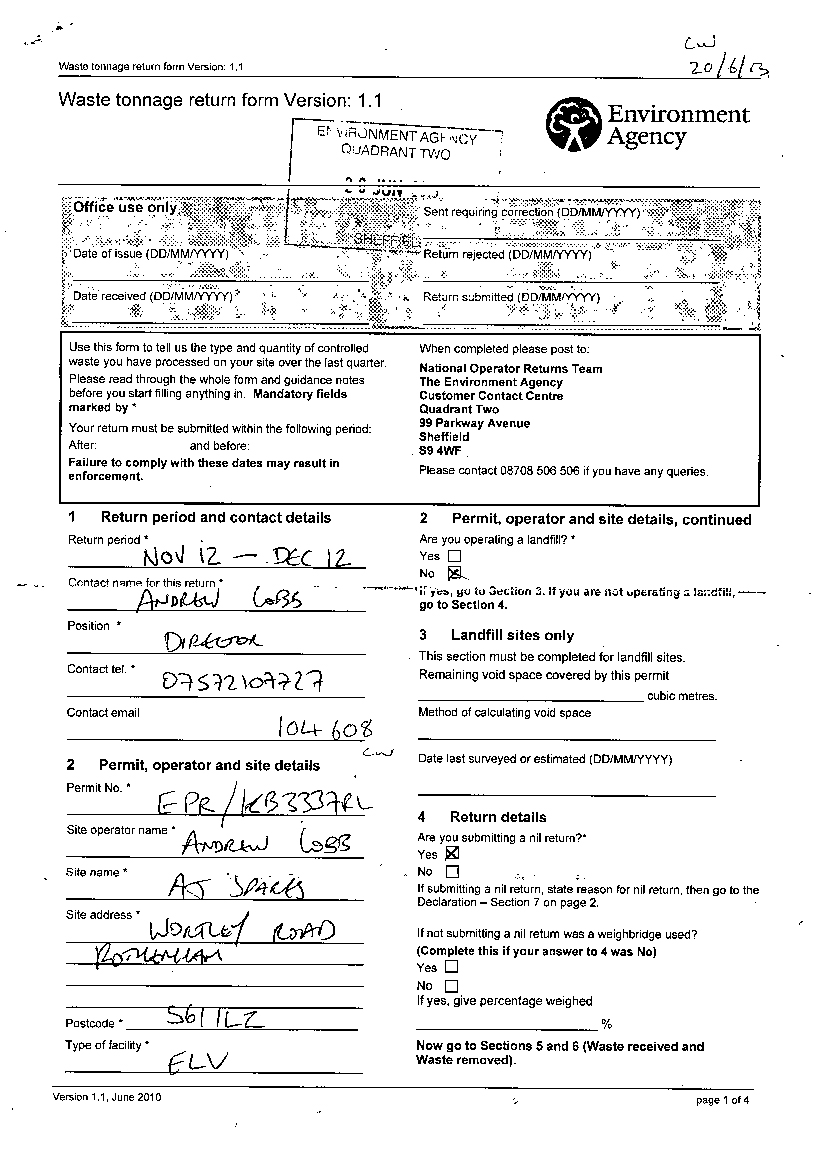 CW
20/6/13
Waste tonnage return form Version: 1.1
Waste tonnage return form Version: 1.1
Environment
Agency
ENVIRONMENT AGENCY
QUADRANT TWO
JUN
SHEFFIELD
Office use only
Sent requiring correction (DD/MM/YYYY)
Date of issue (DD/MM/YYYY)
Return rejected (DD/MM/YYYY)
Date received (DD/MM/YYYY)
Return submitted (DD/MM/YYYY)
Use this form to tell us the type and quantity of controlled
waste you have processed on your site over the last quarter.
Please read through the whole form and guidance notes
before you start filling anything in. Mandatory fields
marked by *
Your return must be submitted within the following period:
After: and before:
Failure to comply with these dates may result in
enforcement.
When completed please post to:
National Operator Returns Team
The Environment Agency
Customer Contact Centre
Quadrant Two
99 Parkway Avenue
Sheffield
S9 4WF
Please contact 08708 506 506 if you have any queries.
1 Return period and contact details
Return period *
NOV 12 — DEC 12
Contact name for this return *
ANDREW COBB
Position *
DIRECTOR
Contact tel. *
07572107727
Contact email
104608
CW
2 Permit, operator and site details
Permit No. *
EPR/KB3337RL
Site operator name *
ANDREW COBB
Site name *
AJ SPARES
Site address *
WORTLEY ROAD
ROTHERHAM
Postcode * S61 1LZ
Type of facility *
ELV
2 Permit, operator and site details, continued
Are you operating a landfill? *
Yes
No
If yes, go to Section 3. If you are not operating a landfill,
go to Section 4.
3 Landfill sites only
This section must be completed for landfill sites.
Remaining void space covered by this permit
cubic metres.
Method of calculating void space
Date last surveyed or estimated (DD/MM/YYYY)
4 Return details
Are you submitting a nil return?*
Yes
No
If submitting a nil return, state reason for nil return, then go to the
Declaration – Section 7 on page 2.
If not submitting a nil return was a weighbridge used?
(Complete this if your answer to 4 was No)
Yes
No
If yes, give percentage weighed
%
Now go to Sections 5 and 6 (Waste received and
Waste removed).
Version 1.1, June 2010
page 1 of 4